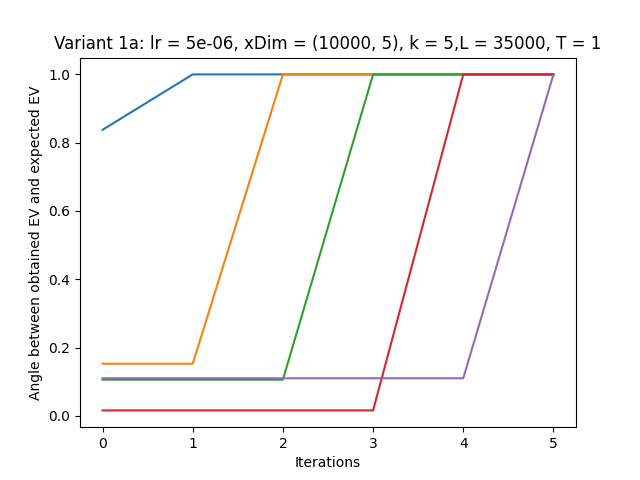 Variant 1a: lr = 5e-06, xDim = (10000, 5), k = 5,L = 35000, T = 1
Angle between obtained EV and expected EV
1.0
0.8
0.6
0.4
0.2
0.0
0 1 2 3 4 5
Iterations